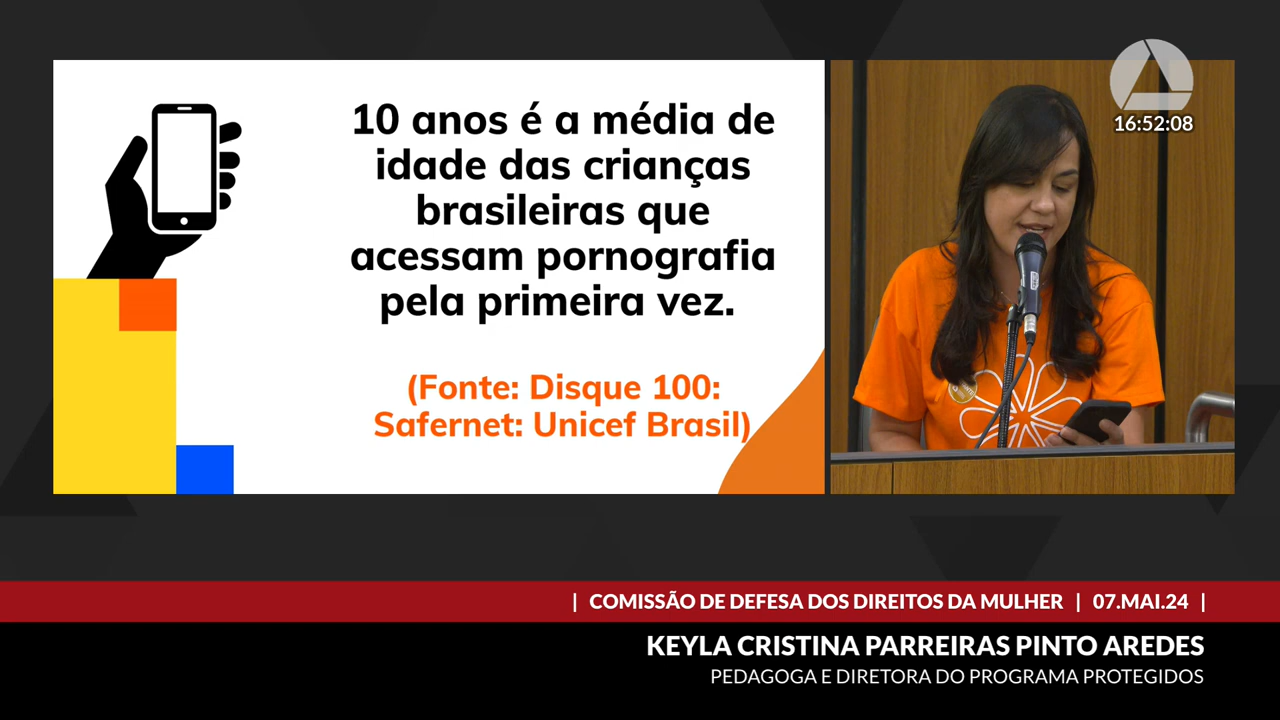 10 anos é a média de
idade das crianças
brasileiras que
acessam pornografia
pela primeira vez.
(Fonte: Disque 100:
Safernet: Unicef Brasil)
16:52:08
| COMISSÃO DE DEFESA DOS DIREITOS DA MULHER | 07.MAI.24 |
KEYLA CRISTINA PARREIRAS PINTO AREDES
PEDAGOGA E DIRETORA DO PROGRAMA PROTEGIDOS